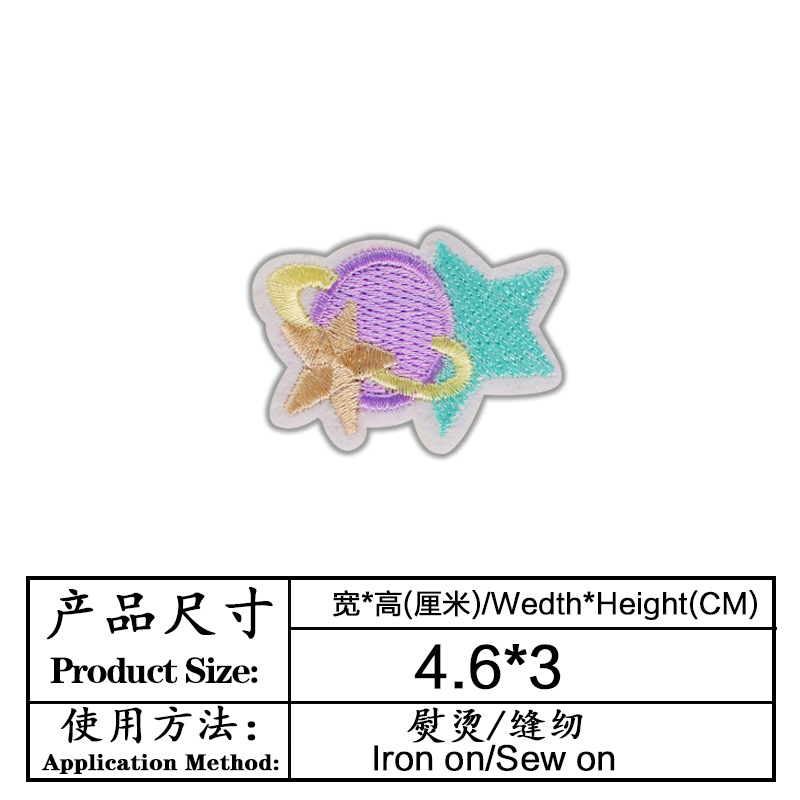 产品尺寸
Product Size:
宽*高(厘米)/Wedth*Height(CM)
4.6*3
使用方法:
Application Method:
熨烫/缝纫
Iron on/Sew on